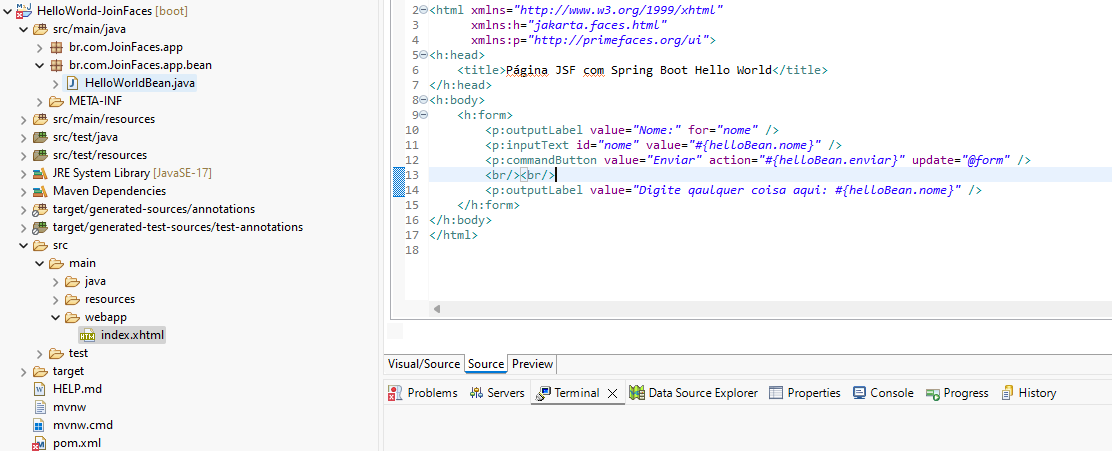 HelloWorld-JoinFaces [boot]
src/main/java
br.com.JoinFaces.app
br.com.JoinFaces.app.bean
HelloWorldBean.java
META-INF
src/main/resources
src/test/java
src/test/resources
JRE System Library [JavaSE-17]
Maven Dependencies
target/generated-sources/annotations
target/generated-test-sources/test-annotations
src
main
java
resources
webapp
index.xhtml
test
target
HELP.md
mvnw
mvnw.cmd
pom.xml
2 <html xmlns="http://www.w3.org/1999/xhtml"
3 xmlns:h="jakarta.faces.html"
4 xmlns:p="http://primefaces.org/ui">
5 <h:head>
6 <title>Página JSF com Spring Boot Hello World</title>
7 </h:head>
8 <h:body>
9 <h:form>
10 <p:outputLabel value="Nome:" for="nome" />
11 <p:inputText id="nome" value="#{helloBean.nome}" />
12 <p:commandButton value="Enviar" action="#{helloBean.enviar}" update="@form" />
13 <br/><br/>
14 <p:outputLabel value="Digite qaulquer coisa aqui: #{helloBean.nome}" />
15 </h:form>
16 </h:body>
17 </html>
18
Visual/Source Source Preview
Problems Servers Terminal Data Source Explorer Properties Console Progress History